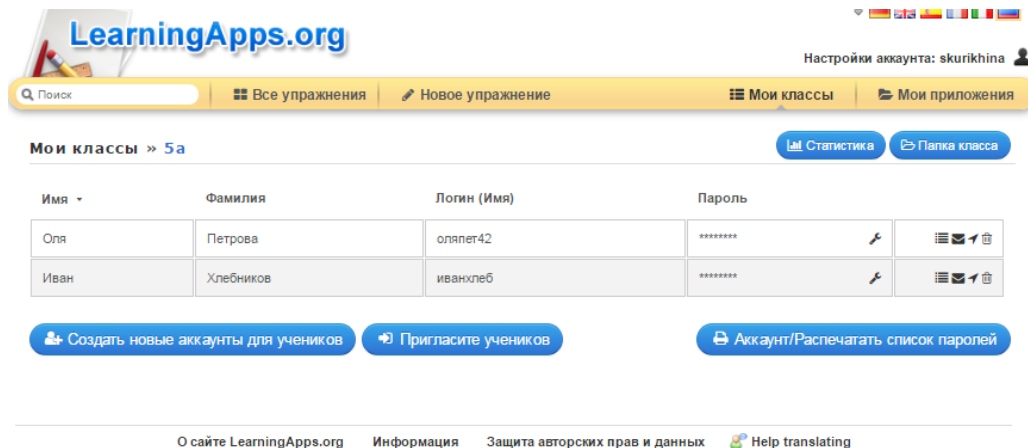 LearningApps.org
Настройки аккаунта: skurikhina
Поиск Все упражнения Новое упражнение Мои классы Мои приложения
Мои классы » 5а Статистика Папка класса
Имя Фамилия Логин (Имя) Пароль
Оля Петрова оляпет42 ********
Иван Хлебников иванхлеб ********
Создать новые аккаунты для учеников Пригласите учеников Аккаунт/Распечатать список паролей
О сайте LearningApps.org Информация Защита авторских прав и данных Help translating